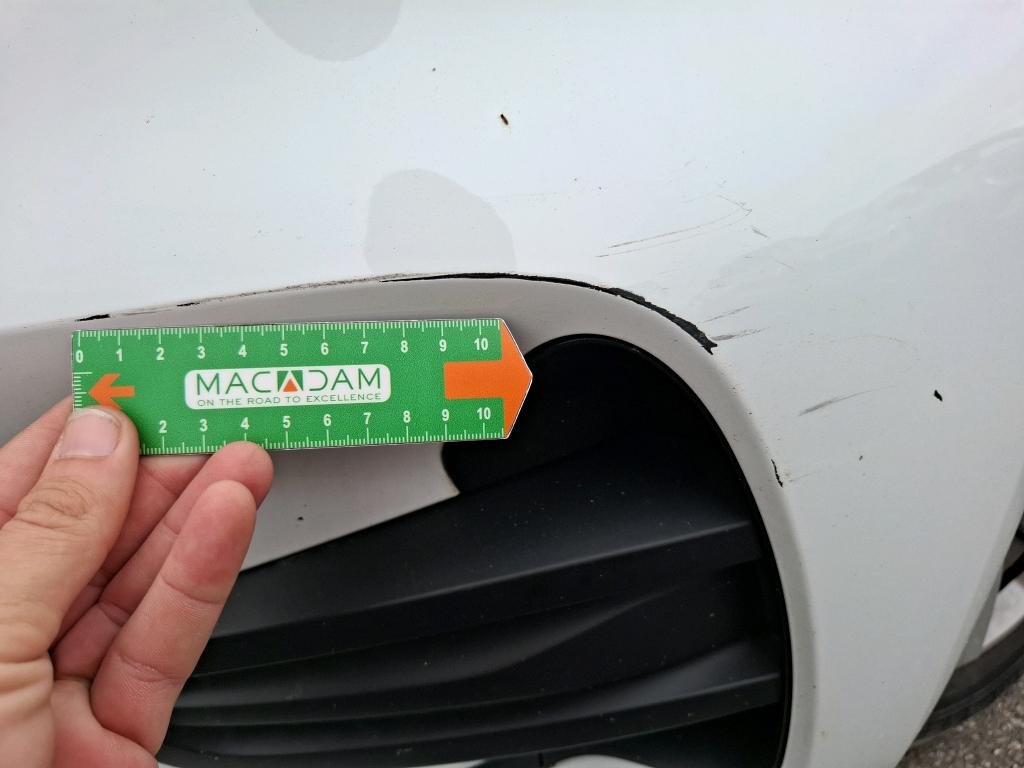 0 1 2 3 4 5 6 7 8 9 10
MACADAM
ON THE ROAD TO EXCELLENCE
2 3 4 5 6 7 8 9 10